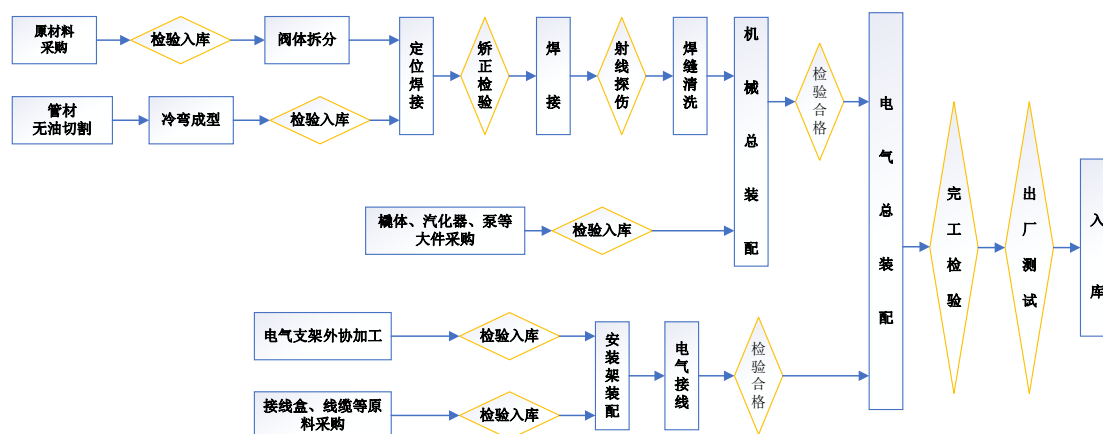 原材料
采购
检验入库
阀体拆分
定位焊接
矫正检验
焊接
射线探伤
焊缝清洗
机械总装配
检验合格
电气总装配
完工检验
出厂测试
入库
管材
无油切割
冷弯成型
检验入库
橇体、汽化器、泵等
大件采购
检验入库
电气支架外协加工
检验入库
安装架装配
电气接线
检验合格
接线盒、线缆等原
料采购
检验入库